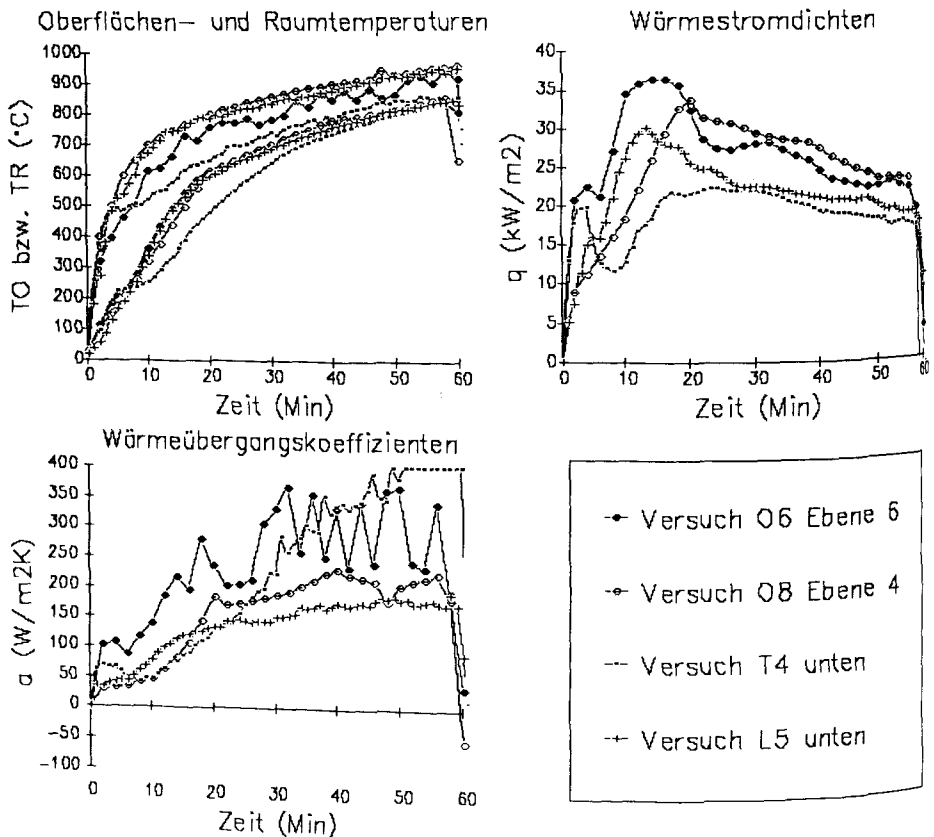 Oberflächen- und Raumtemperaturen
1000
900
800
700
600
500
400
300
200
100
0
TO bzw. TR (°C)
0 10 20 30 40 50 60
Zeit (Min)
Wärmestromdichten
40
35
30
25
20
15
10
5
0
q (kW/m2)
0 10 20 30 40 50 60
Zeit (Min)
Wärmeübergangskoeffizienten
400
350
300
250
200
150
100
50
0
-50
-100
a (W/m2K)
0 10 20 30 40 50 60
Zeit (Min)
Versuch O6 Ebene 6
Versuch O8 Ebene 4
Versuch T4 unten
Versuch L5 unten